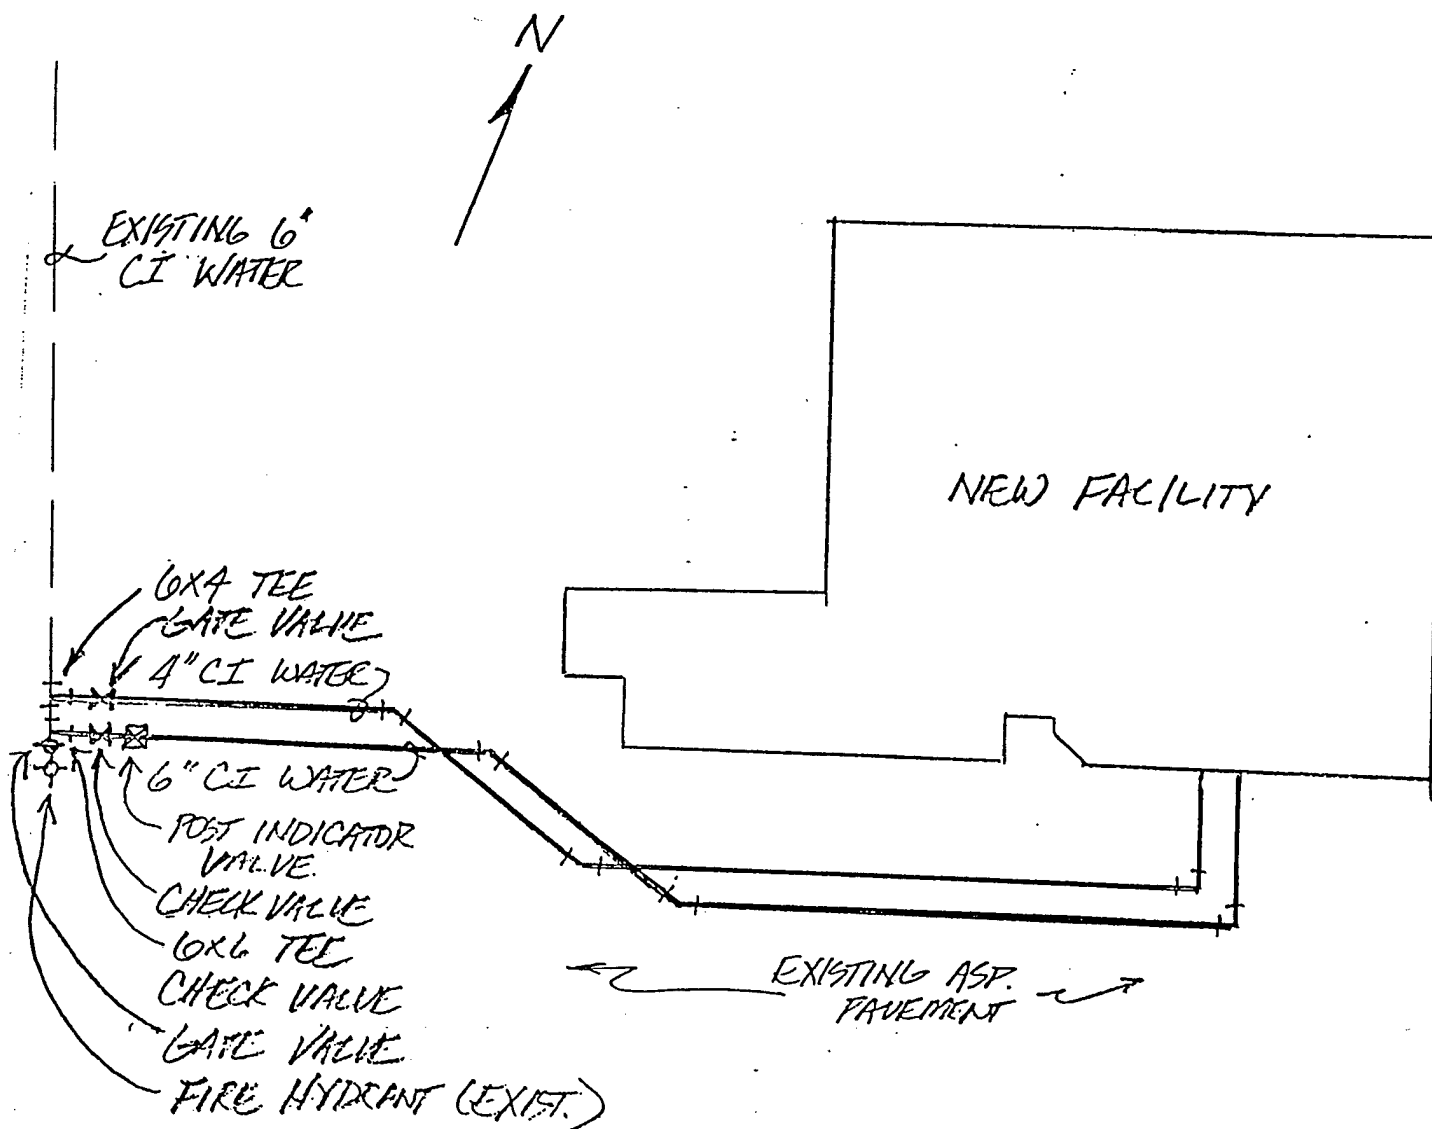 N
EXISTING 6"
CI WATER
NEW FACILITY
6X4 TEE
GATE VALVE
4" CI WATER
6" CI WATER
POST INDICATOR
VALVE
CHECK VALVE
6X6 TEE
CHECK VALVE
GATE VALVE
FIRE HYDRANT (EXIST.)
EXISTING ASP.
PAVEMENT